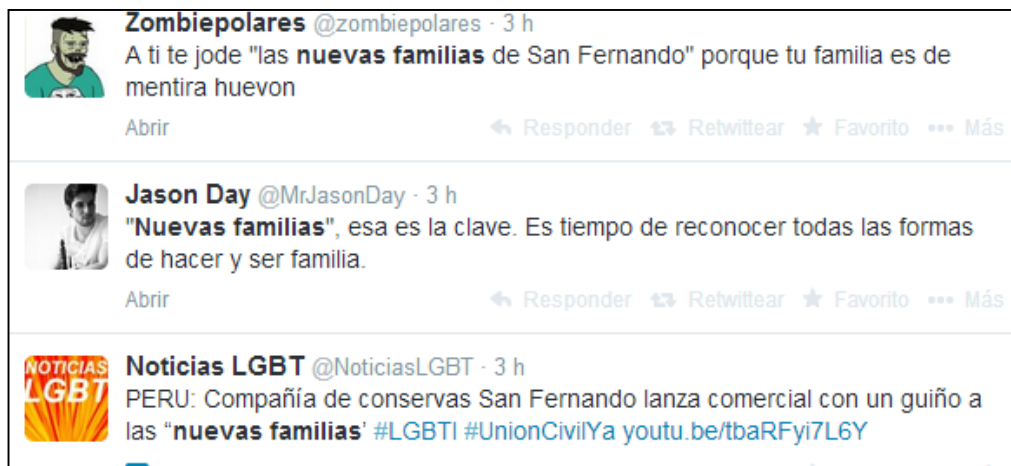 Zombiepolares @zombiepolares · 3 h
A ti te jode "las nuevas familias de San Fernando" porque tu familia es de
mentira huevon
Abrir Responder Retwittear Favorito Más
Jason Day @MrJasonDay · 3 h
"Nuevas familias", esa es la clave. Es tiempo de reconocer todas las formas
de hacer y ser familia.
Abrir Responder Retwittear Favorito Más
NOTICIAS
LGBT
Noticias LGBT @NoticiasLGBT · 3 h
PERU: Compañía de conservas San Fernando lanza comercial con un guiño a
las “nuevas familias’ #LGBTI #UnionCivilYa youtu.be/tbaRFyi7L6Y